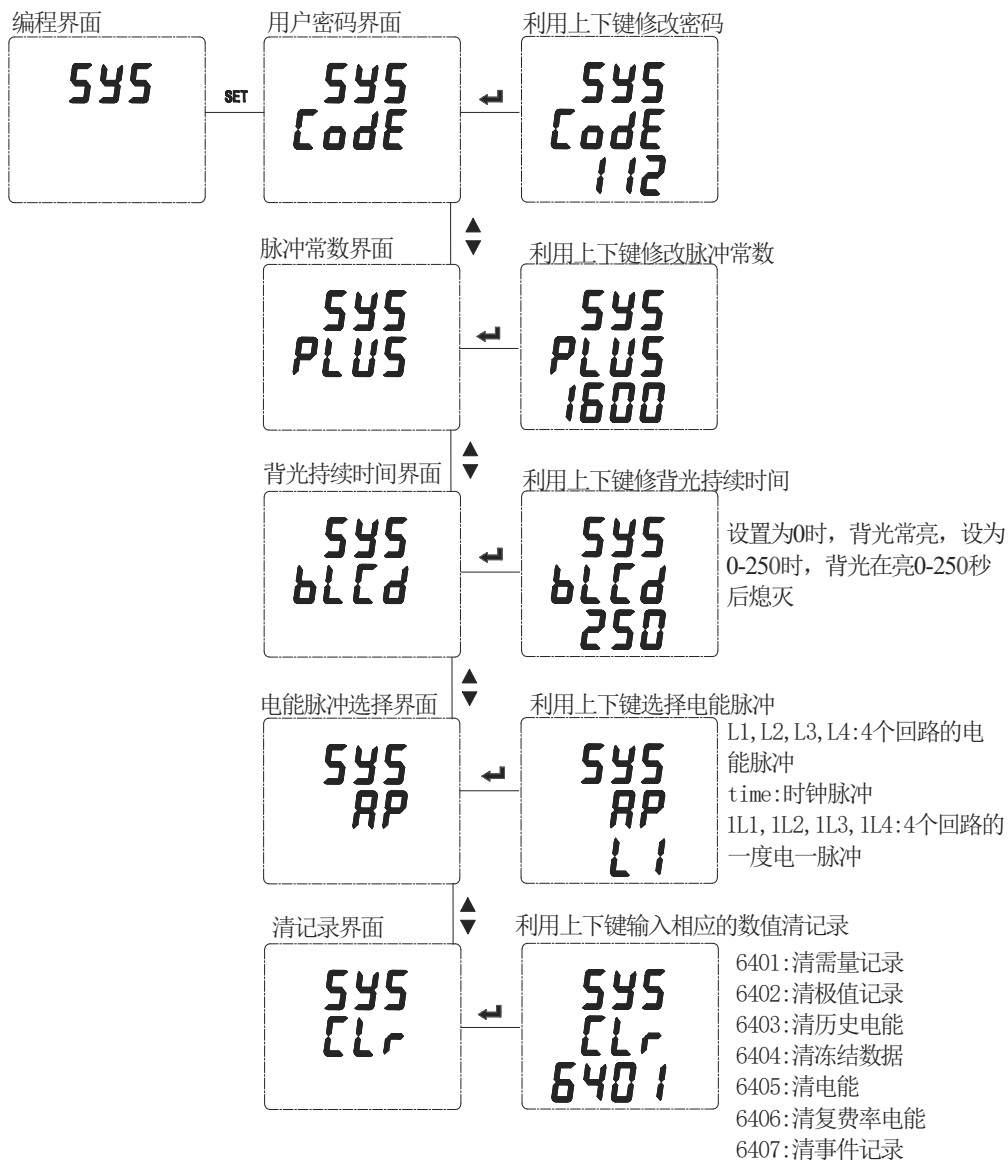 编程界面
用户密码界面
利用上下键修改密码
SYS
SET
SYS
CodE
SYS
CodE
112
脉冲常数界面
利用上下键修改脉冲常数
SYS
PLUS
SYS
PLUS
1600
背光持续时间界面
利用上下键修背光持续时间
SYS
bLCd
SYS
bLCd
250
设置为0时，背光常亮，设为
0-250时，背光在亮0-250秒
后熄灭
电能脉冲选择界面
利用上下键选择电能脉冲
SYS
AP
SYS
AP
L1
L1,L2,L3,L4:4个回路的电
能脉冲
time:时钟脉冲
1L1,1L2,1L3,1L4:4个回路的
一度电一脉冲
清记录界面
利用上下键输入相应的数值清记录
SYS
CLr
SYS
CLr
6401
6401:清需量记录
6402:清极值记录
6403:清历史电能
6404:清冻结数据
6405:清电能
6406:清复费率电能
6407:清事件记录